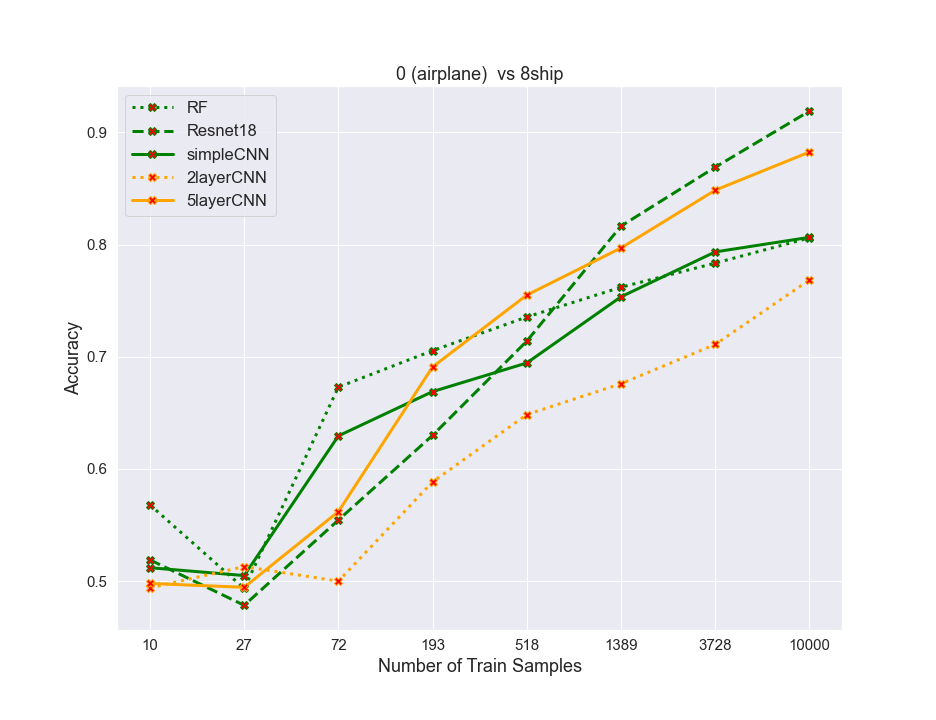 0 (airplane)  vs 8ship
RF
Resnet18
simpleCNN
2layerCNN
5layerCNN
Accuracy
0.9
0.8
0.7
0.6
0.5
10 27 72 193 518 1389 3728 10000
Number of Train Samples